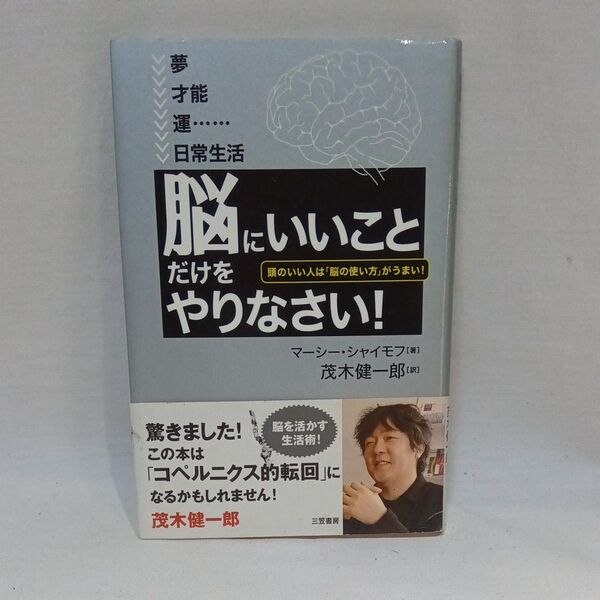 夢
才能
運……
日常生活
脳にいいこと
だけを
頭のいい人は「脳の使い方」がうまい!
やりなさい!
マーシー・シャイモフ[著]
茂木健一郎[訳]
驚きました!
この本は
「コペルニクス的転回」に
なるかもしれません!
茂木健一郎
脳を活かす
生活術!
三笠書房